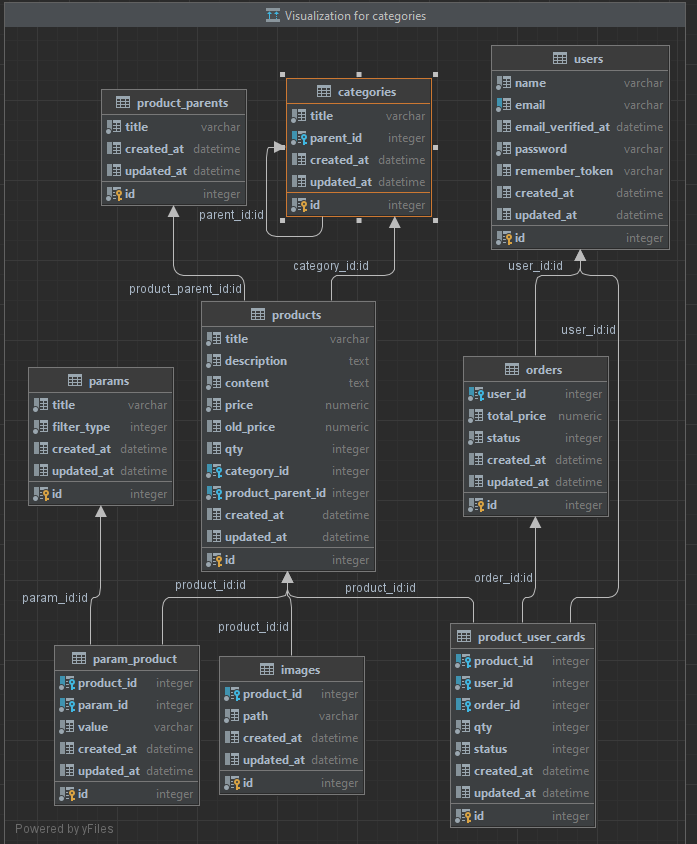 Visualization for categories
product_parents
title varchar
created_at datetime
updated_at datetime
id integer
categories
title varchar
parent_id integer
created_at datetime
updated_at datetime
id integer
users
name varchar
email varchar
email_verified_at datetime
password varchar
remember_token varchar
created_at datetime
updated_at datetime
id integer
parent_id:id
product_parent_id:id
category_id:id
user_id:id
user_id:id
products
title varchar
description text
content text
price numeric
old_price numeric
qty integer
category_id integer
product_parent_id integer
created_at datetime
updated_at datetime
id integer
params
title varchar
filter_type integer
created_at datetime
updated_at datetime
id integer
orders
user_id integer
total_price numeric
status integer
created_at datetime
updated_at datetime
id integer
param_id:id
product_id:id
product_id:id
product_id:id
order_id:id
param_product
product_id integer
param_id integer
value varchar
created_at datetime
updated_at datetime
id integer
images
product_id integer
path varchar
created_at datetime
updated_at datetime
id integer
product_user_cards
product_id integer
user_id integer
order_id integer
qty integer
status integer
created_at datetime
updated_at datetime
id integer
Powered by yFiles